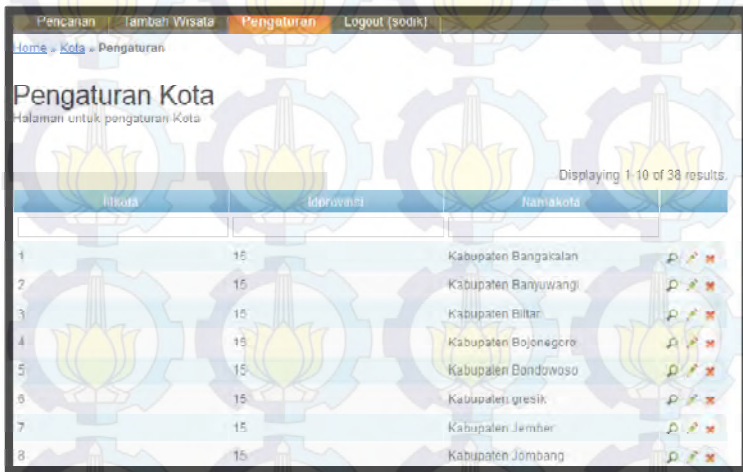 Pencarian Tambah Wisata Pengaturan Logout (sodik)
Home » Kota » Pengaturan
Pengaturan Kota
Halaman untuk pengaturan Kota
Displaying 1-10 of 38 results.
Idkota Idprovinsi Namakota
1 15 Kabupaten Bangakalan
2 15 Kabupaten Banyuwangi
3 15 Kabupaten Biltar
4 15 Kabupaten Bojonegoro
5 15 Kabupaten Bondowoso
6 15 Kabupaten gresik
7 15 Kabupaten Jember
8 15 Kabupaten Jombang